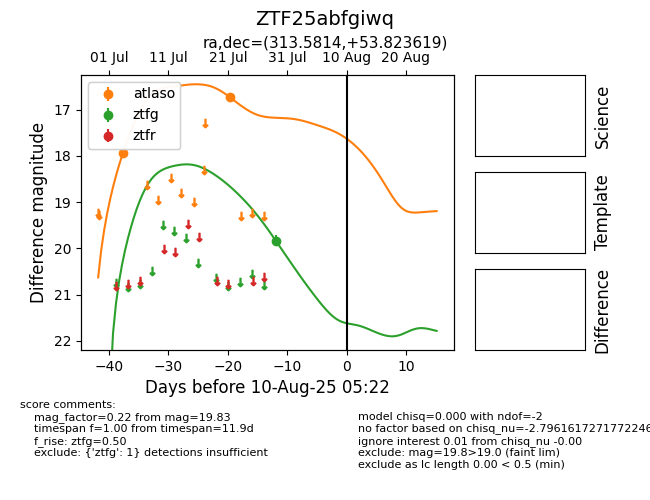 ZTF25abfgiwq
ra,dec=(313.5814,+53.823619)
01 Jul 11 Jul 21 Jul 31 Jul 10 Aug 20 Aug
atlaso
ztfg
ztfr
17
18
19
20
21
22
Difference magnitude
−40 −30 −20 −10 0 10
Days before 10-Aug-25 05:22
Science
Template
Difference
score comments:
mag_factor=0.22 from mag=19.83
timespan f=1.00 from timespan=11.9d
f_rise: ztfg=0.50
exclude: {'ztfg': 1} detections insufficient
model chisq=0.000 with ndof=-2
no factor based on chisq_nu=-2.7961617271772246
ignore interest 0.01 from chisq_nu -0.00
exclude: mag=19.8>19.0 (faint lim)
exclude as lc length 0.00 < 0.5 (min)